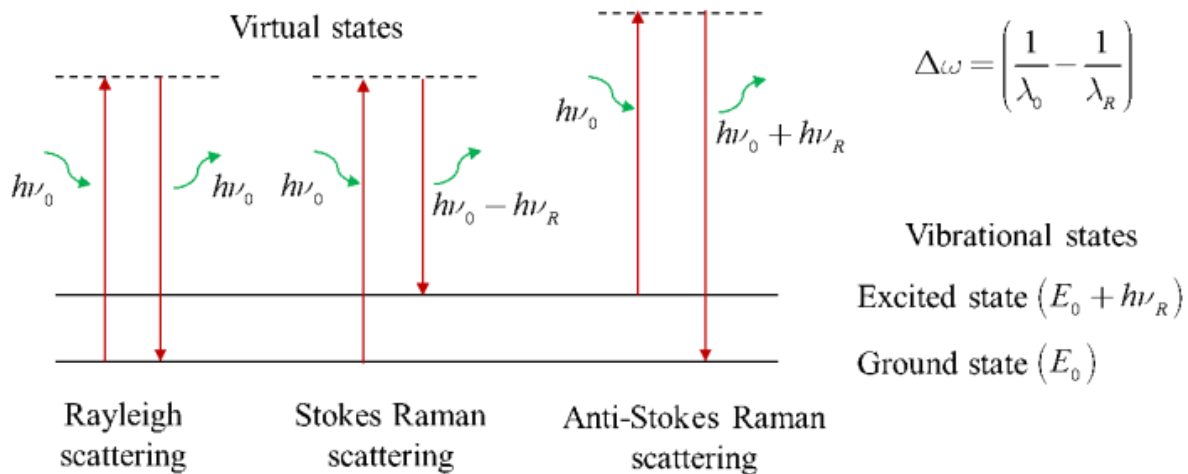 Virtual states
Δω = (1/λ₀ − 1/λ_R)
hν₀
hν₀
hν₀
hν₀ − hν_R
hν₀
hν₀ + hν_R
Vibrational states
Excited state (E₀ + hν_R)
Ground state (E₀)
Rayleigh
scattering
Stokes Raman
scattering
Anti-Stokes Raman
scattering